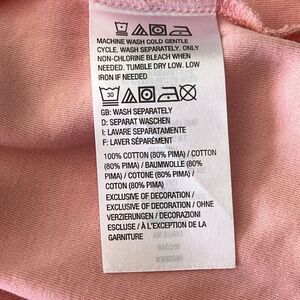 MACHINE WASH COLD GENTLE
CYCLE. WASH SEPARATELY. ONLY
NON-CHLORINE BLEACH WHEN
NEEDED. TUMBLE DRY LOW. LOW
IRON IF NEEDED
30
GB: WASH SEPARATELY
D: SEPARAT WASCHEN
I: LAVARE SEPARATAMENTE
F: LAVER SÉPARÉMENT
100% COTTON (80% PIMA) / COTTON
(80% PIMA) / BAUMWOLLE (80%
PIMA) / COTONE (80% PIMA) /
COTON (80% PIMA)
EXCLUSIVE OF DECORATION /
EXCLUSIVE OF DECORATION / OHNE
VERZIERUNGEN / DECORAZIONI
ESCLUSE / À L'EXCEPTION DE LA
GARNITURE